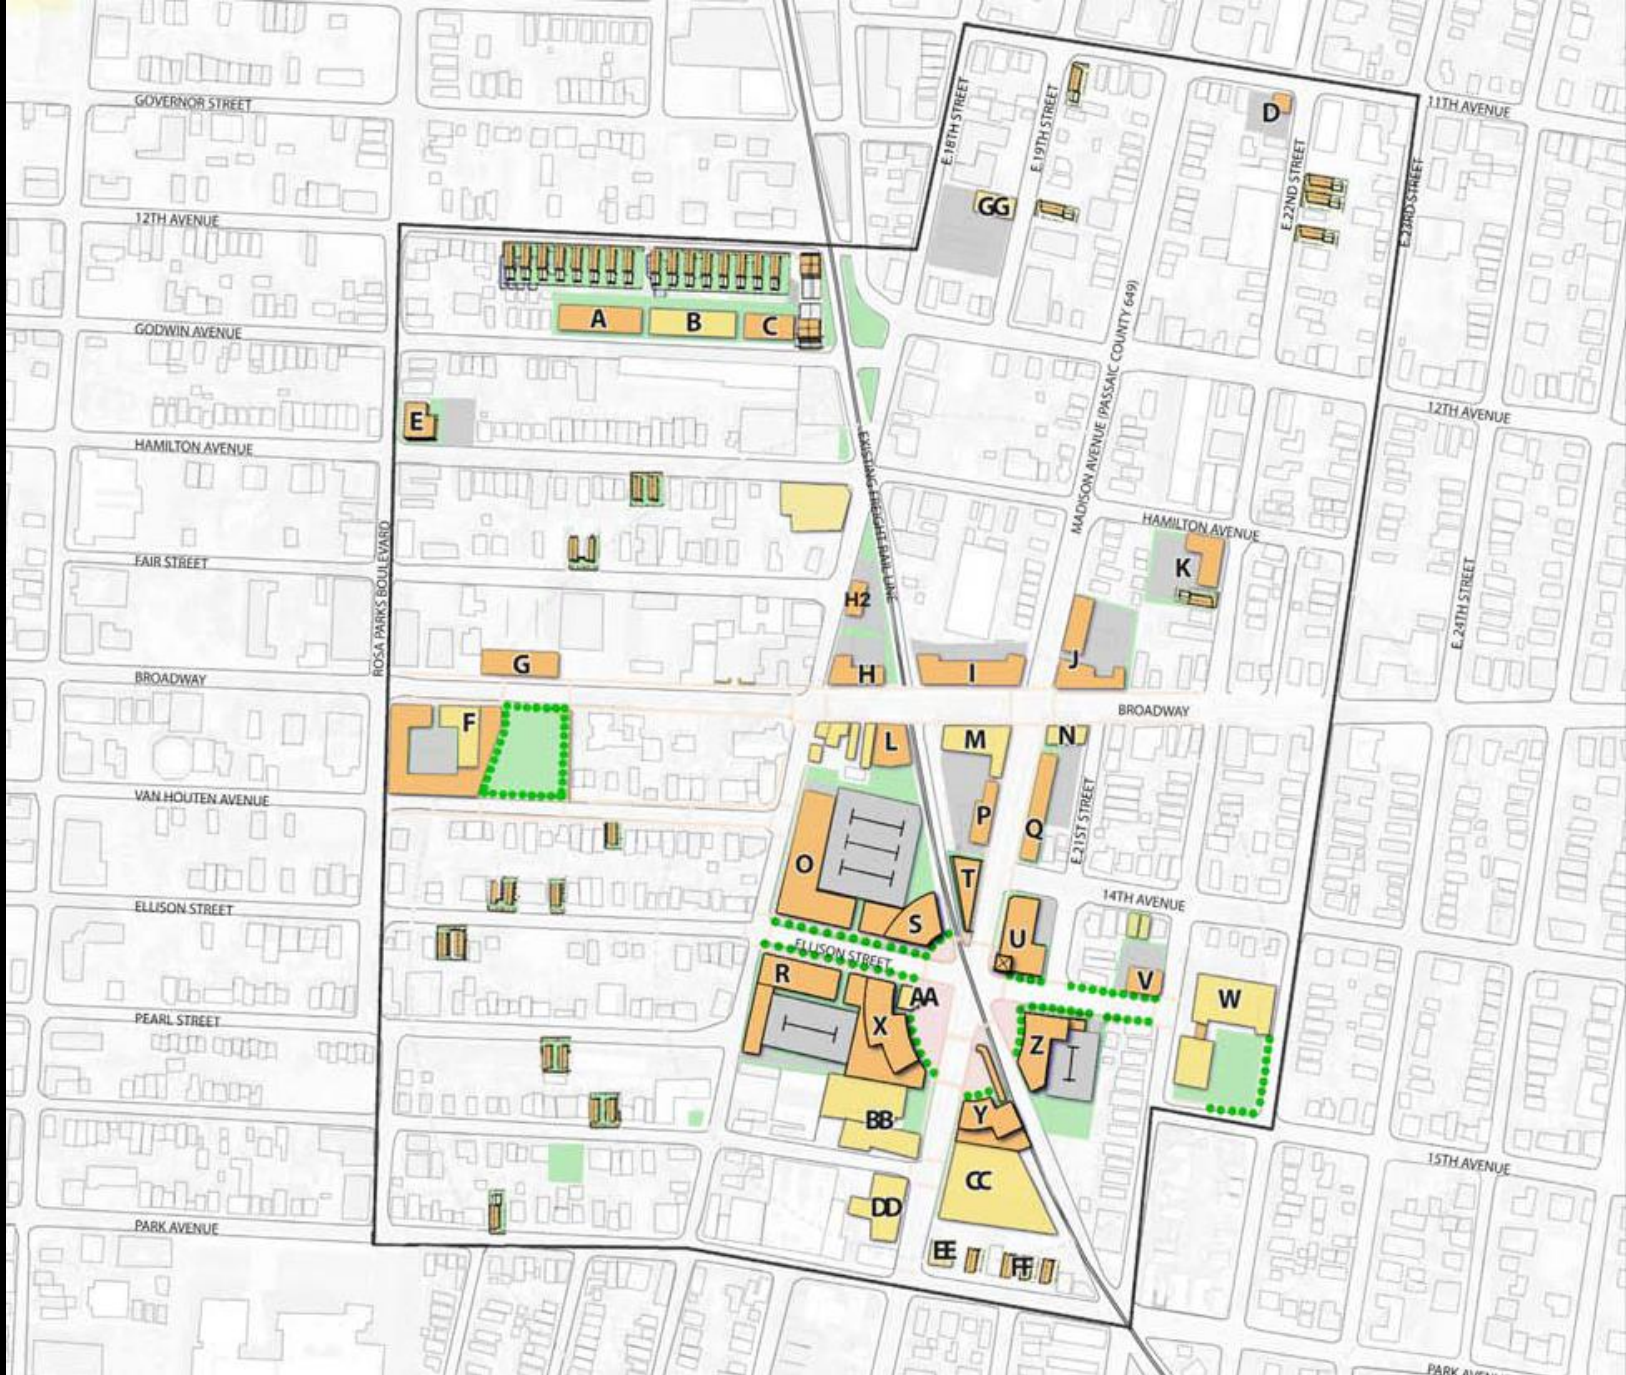 GOVERNOR STREET
12TH AVENUE
GODWIN AVENUE
HAMILTON AVENUE
FAIR STREET
BROADWAY
VAN HOUTEN AVENUE
ELLISON STREET
PEARL STREET
PARK AVENUE
ROSA PARKS BOULEVARD
E.18TH STREET
E.19TH STREET
E.22ND STREET
E.23RD STREET
11TH AVENUE
12TH AVENUE
MADISON AVENUE (PASSAIC COUNTY 649)
EXISTING FREIGHT RAIL LINE
HAMILTON AVENUE
E.24TH STREET
BROADWAY
E.21ST STREET
14TH AVENUE
ELLISON STREET
15TH AVENUE
PARK AVENUE
D
GG
A
B
C
E
K
H2
G
H
I
J
F
L
M
N
P
Q
O
T
S
U
R
AA
V
W
X
Z
BB
Y
CC
DD
EE
FF